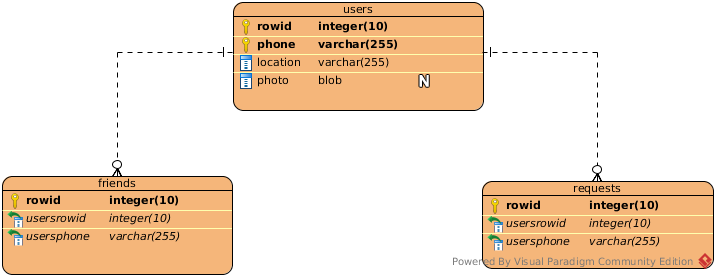 users
rowid integer(10)
phone varchar(255)
location varchar(255)
photo blob N
friends
rowid integer(10)
usersrowid integer(10)
usersphone varchar(255)
requests
rowid integer(10)
usersrowid integer(10)
usersphone varchar(255)
Powered By Visual Paradigm Community Edition